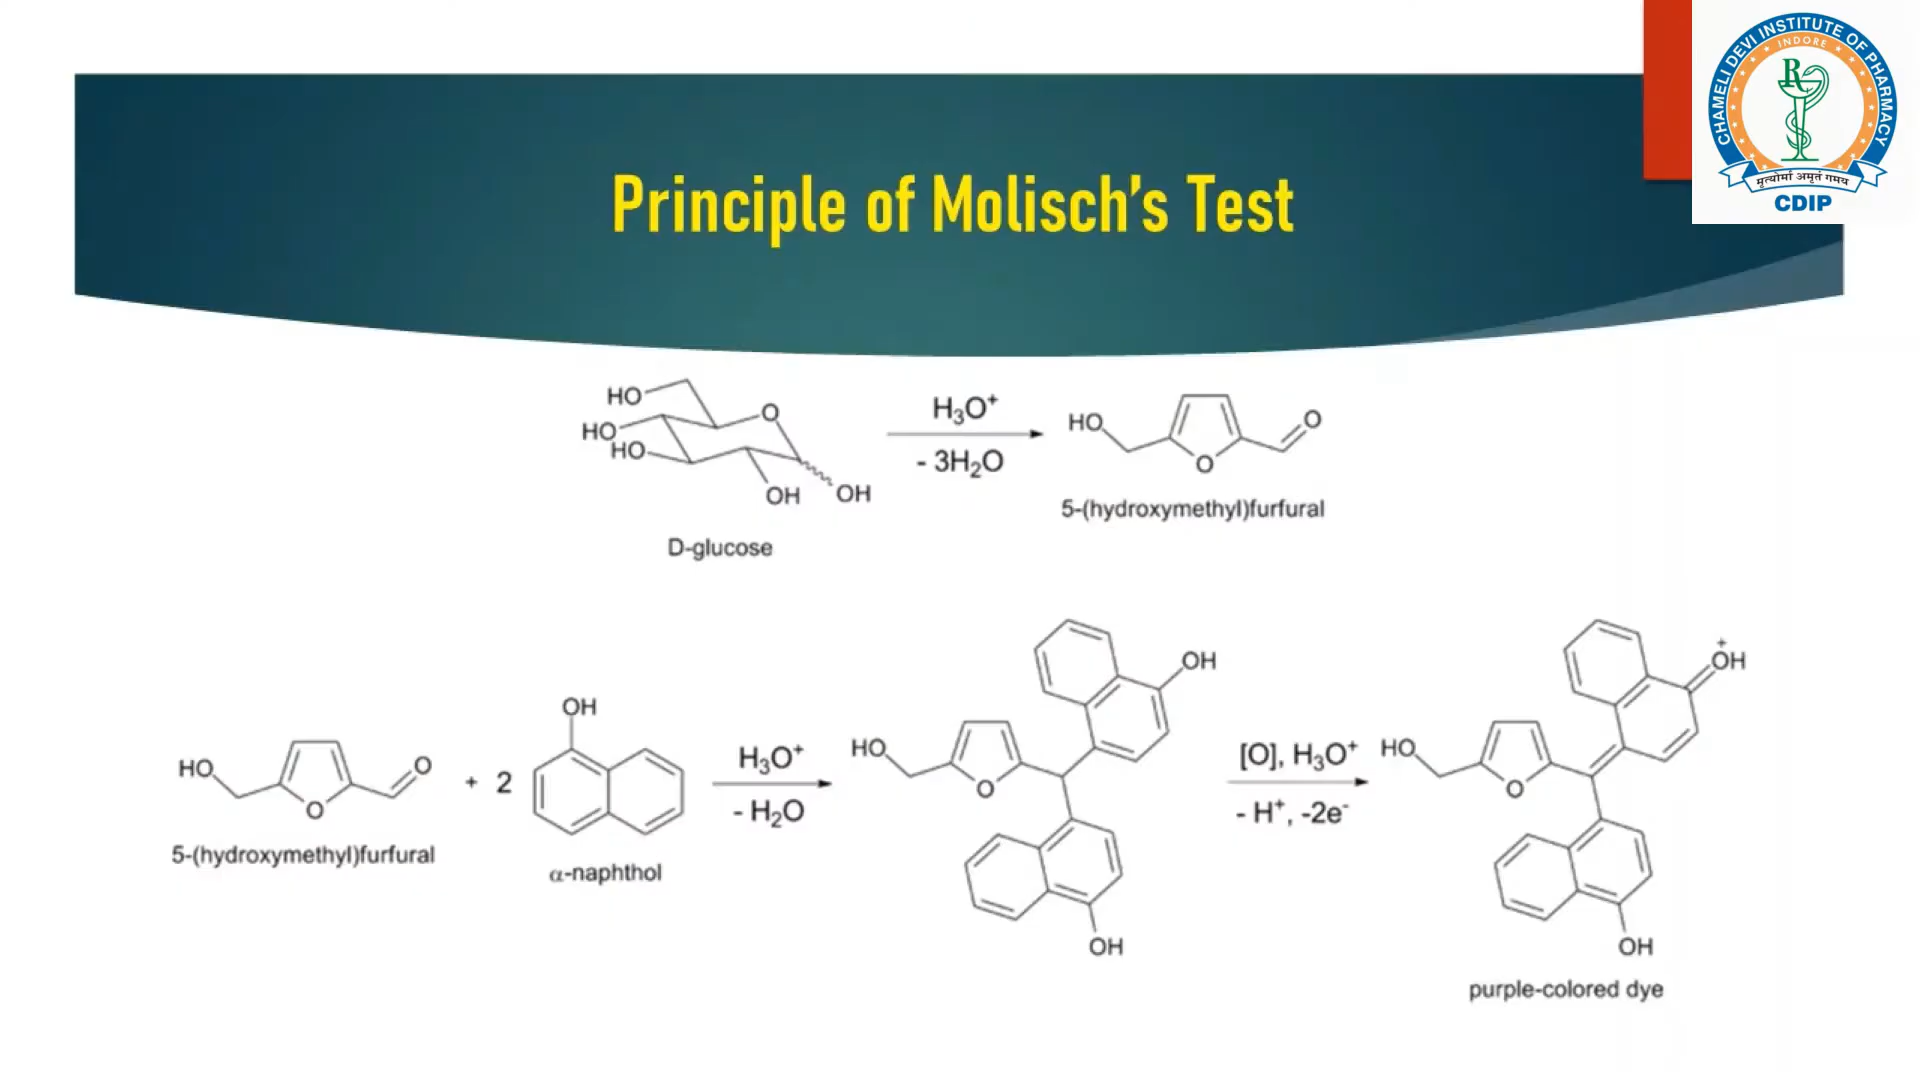 CHAMELI DEVI INSTITUTE OF PHARMACY
INDORE
R
मृत्योर्मा अमृतं गमय
CDIP
Principle of Molisch's Test
HO
HO
HO
O
OH
OH
D-glucose
H₃O⁺
- 3H₂O
HO
O
O
5-(hydroxymethyl)furfural
HO
O
O
5-(hydroxymethyl)furfural
+ 2
OH
α-naphthol
H₃O⁺
- H₂O
HO
O
OH
OH
[O], H₃O⁺
- H⁺, -2e⁻
HO
O
+
OH
OH
purple-colored dye